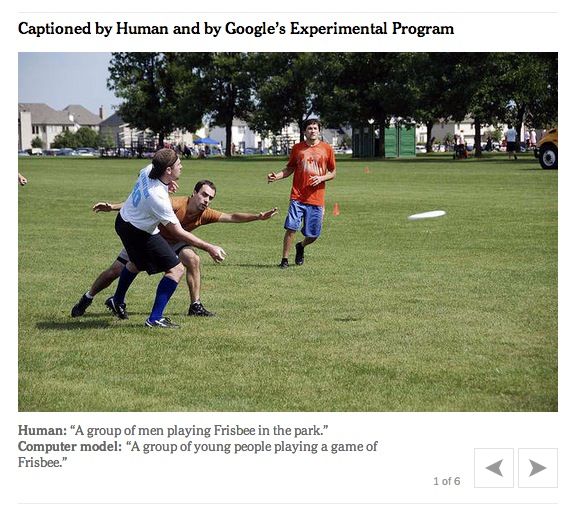 Captioned by Human and by Google's Experimental Program
Human: “A group of men playing Frisbee in the park.”
Computer model: “A group of young people playing a game of
Frisbee.”
1 of 6